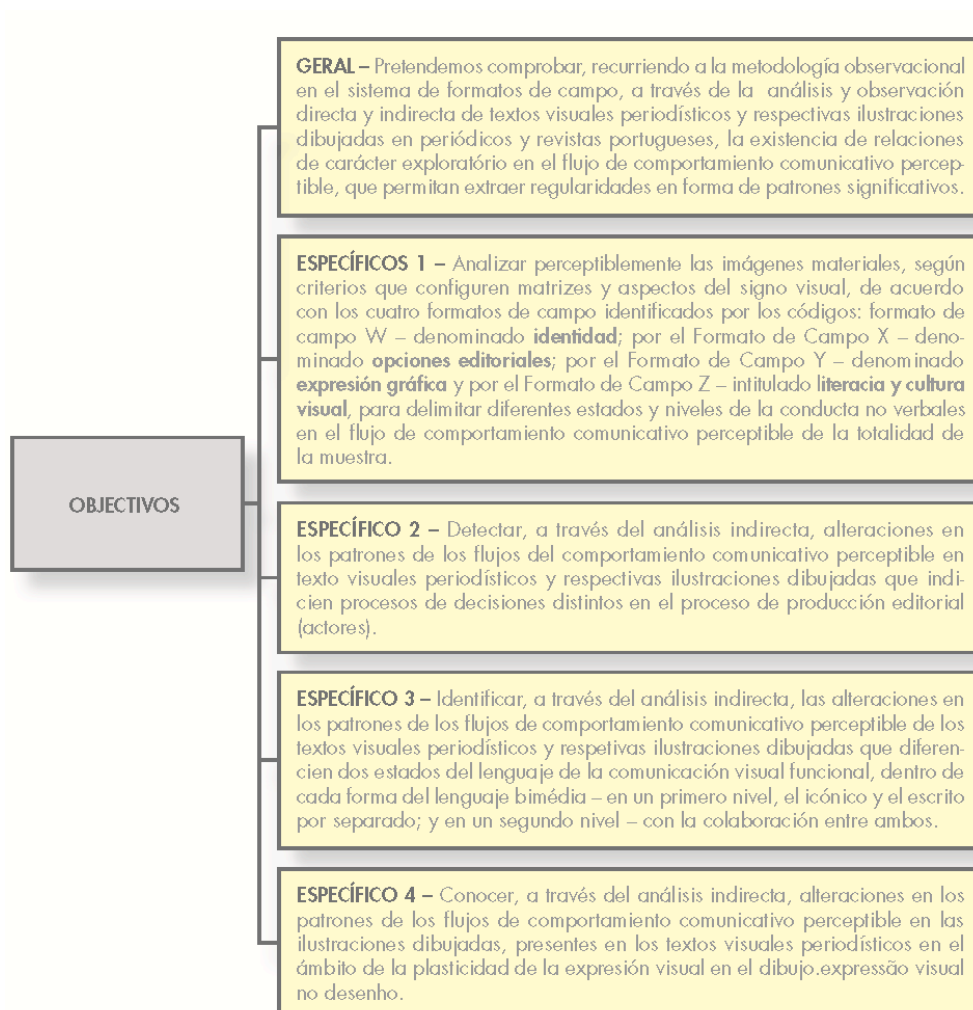 GERAL – Pretendemos comprobar, recurriendo a la metodología observacional
en el sistema de formatos de campo, a través de la análisis y observación
directa y indirecta de textos visuales periodísticos y respectivas ilustraciones
dibujadas en periódicos y revistas portugueses, la existencia de relaciones
de carácter exploratório en el flujo de comportamiento comunicativo percep-
tible, que permitan extraer regularidades en forma de patrones significativos.
ESPECÍFICOS 1 – Analizar perceptiblemente las imágenes materiales, según
criterios que configuren matrizes y aspectos del signo visual, de acuerdo
con los cuatro formatos de campo identificados por los códigos: formato de
campo W – denominado identidad; por el Formato de Campo X – deno-
minado opciones editoriales; por el Formato de Campo Y – denominado
expresión gráfica y por el Formato de Campo Z – intitulado literacia y cultura
visual, para delimitar diferentes estados y niveles de la conducta no verbales
en el flujo de comportamiento comunicativo perceptible de la totalidad de
la muestra.
OBJECTIVOS
ESPECÍFICO 2 – Detectar, a través del análisis indirecta, alteraciones en
los patrones de los flujos del comportamiento comunicativo perceptible en
texto visuales periodísticos y respectivas ilustraciones dibujadas que indi-
cien procesos de decisiones distintos en el proceso de producción editorial
(actores).
ESPECÍFICO 3 – Identificar, a través del análisis indirecta, las alteraciones en
los patrones de los flujos de comportamiento comunicativo perceptible de los
textos visuales periodísticos y respetivas ilustraciones dibujadas que diferen-
cien dos estados del lenguaje de la comunicación visual funcional, dentro de
cada forma del lenguaje bimédia – en un primero nivel, el icónico y el escrito
por separado; y en un segundo nivel – con la colaboración entre ambos.
ESPECÍFICO 4 – Conocer, a través del análisis indirecta, alteraciones en los
patrones de los flujos de comportamiento comunicativo perceptible en las
ilustraciones dibujadas, presentes en los textos visuales periodísticos en el
ámbito de la plasticidad de la expresión visual en el dibujo.expressão visual
no desenho.